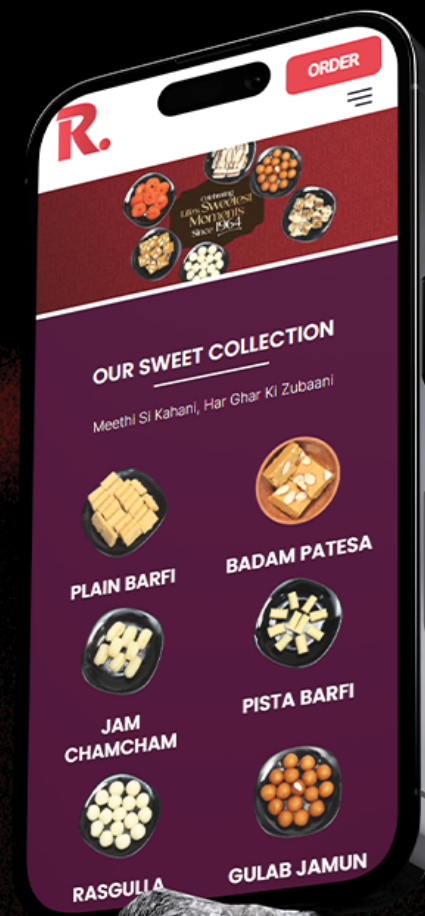 R.
ORDER
Celebrating
Life's Sweetest
Moments
Since 1964
OUR SWEET COLLECTION
Meethi Si Kahani, Har Ghar Ki Zubaani
PLAIN BARFI
BADAM PATESA
JAM
CHAMCHAM
PISTA BARFI
RASGULLA
GULAB JAMUN